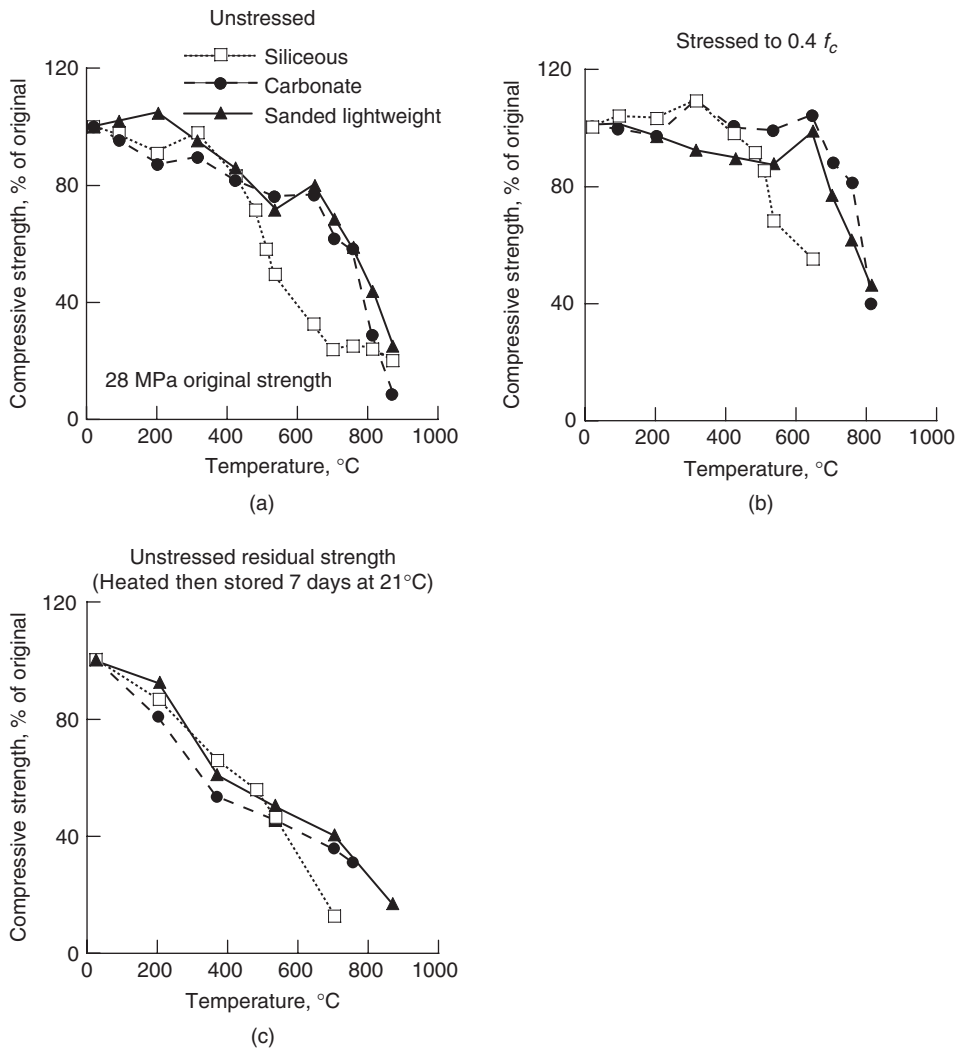 Unstressed
Siliceous
Carbonate
Sanded lightweight
120
80
40
0
Compressive strength, % of original
28 MPa original strength
0 200 400 600 800 1000
Temperature, °C
(a)
Stressed to 0.4 fc
120
80
40
0
Compressive strength, % of original
0 200 400 600 800 1000
Temperature, °C
(b)
Unstressed residual strength
(Heated then stored 7 days at 21°C)
120
80
40
0
Compressive strength, % of original
0 200 400 600 800 1000
Temperature, °C
(c)